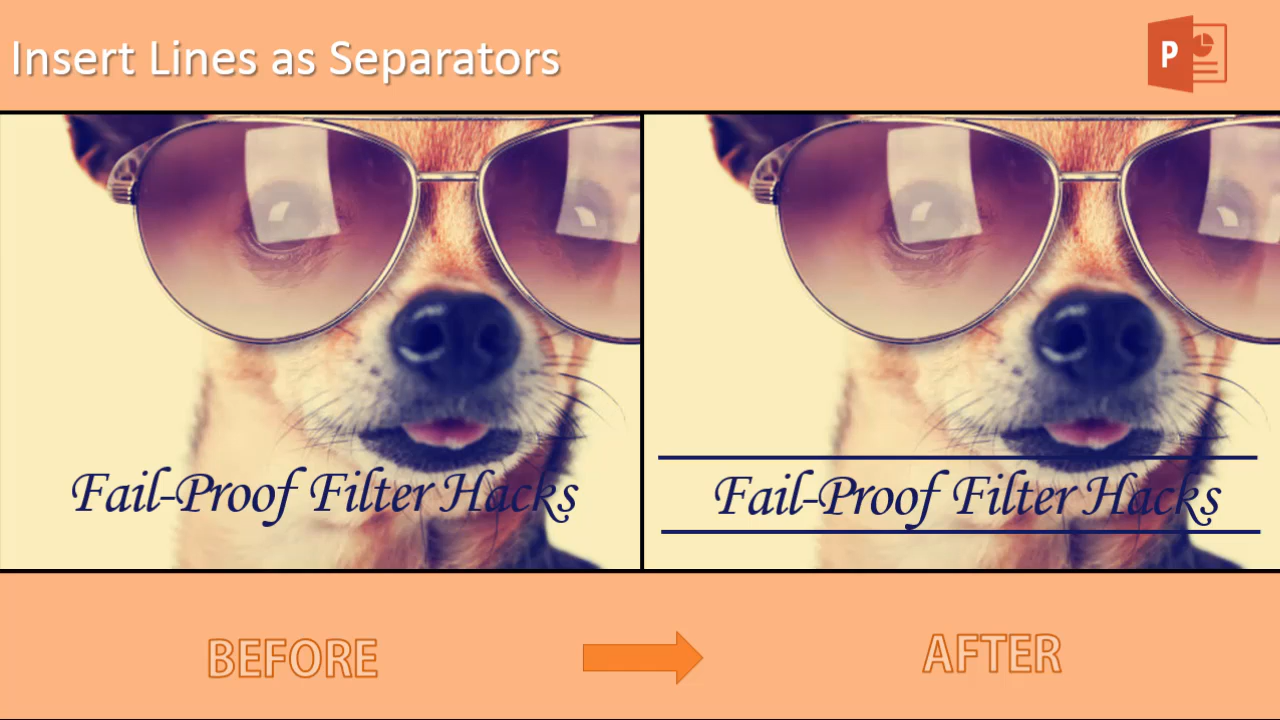 Insert Lines as Separators
P
Fail-Proof Filter Hacks
Fail-Proof Filter Hacks
BEFORE
AFTER